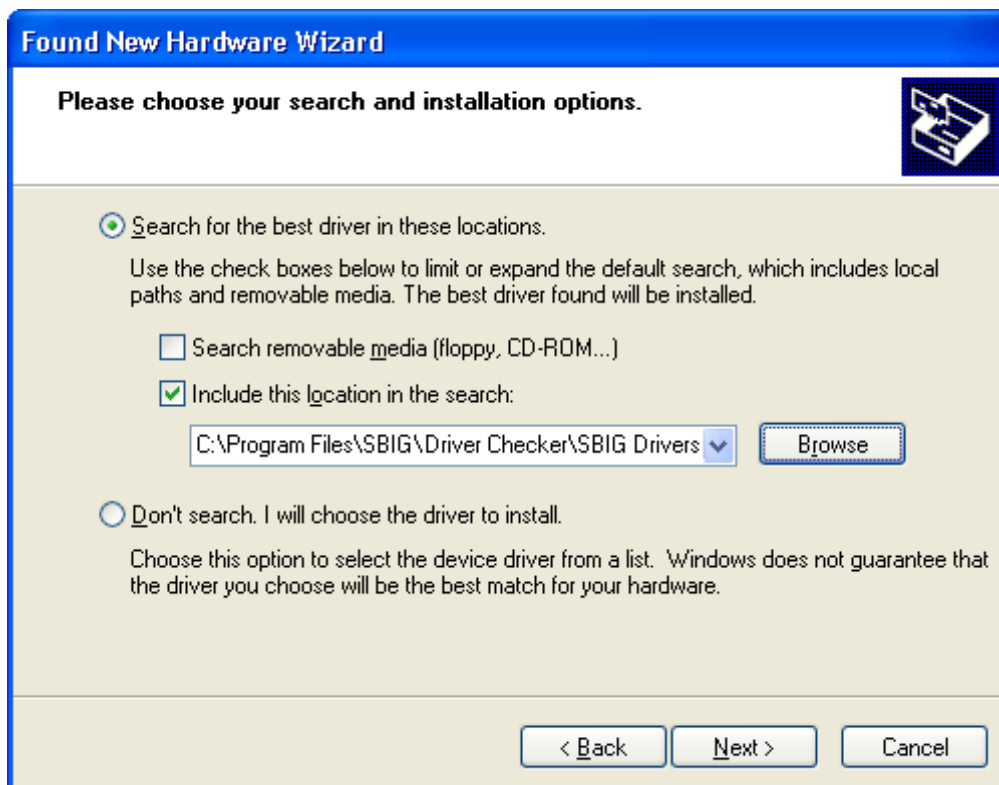 Found New Hardware Wizard
Please choose your search and installation options.
Search for the best driver in these locations.
Use the check boxes below to limit or expand the default search, which includes local
paths and removable media. The best driver found will be installed.
Search removable media (floppy, CD-ROM...)
Include this location in the search:
C:\Program Files\SBIG\Driver Checker\SBIG Drivers
Browse
Don't search. I will choose the driver to install.
Choose this option to select the device driver from a list. Windows does not guarantee that
the driver you choose will be the best match for your hardware.
< Back Next > Cancel